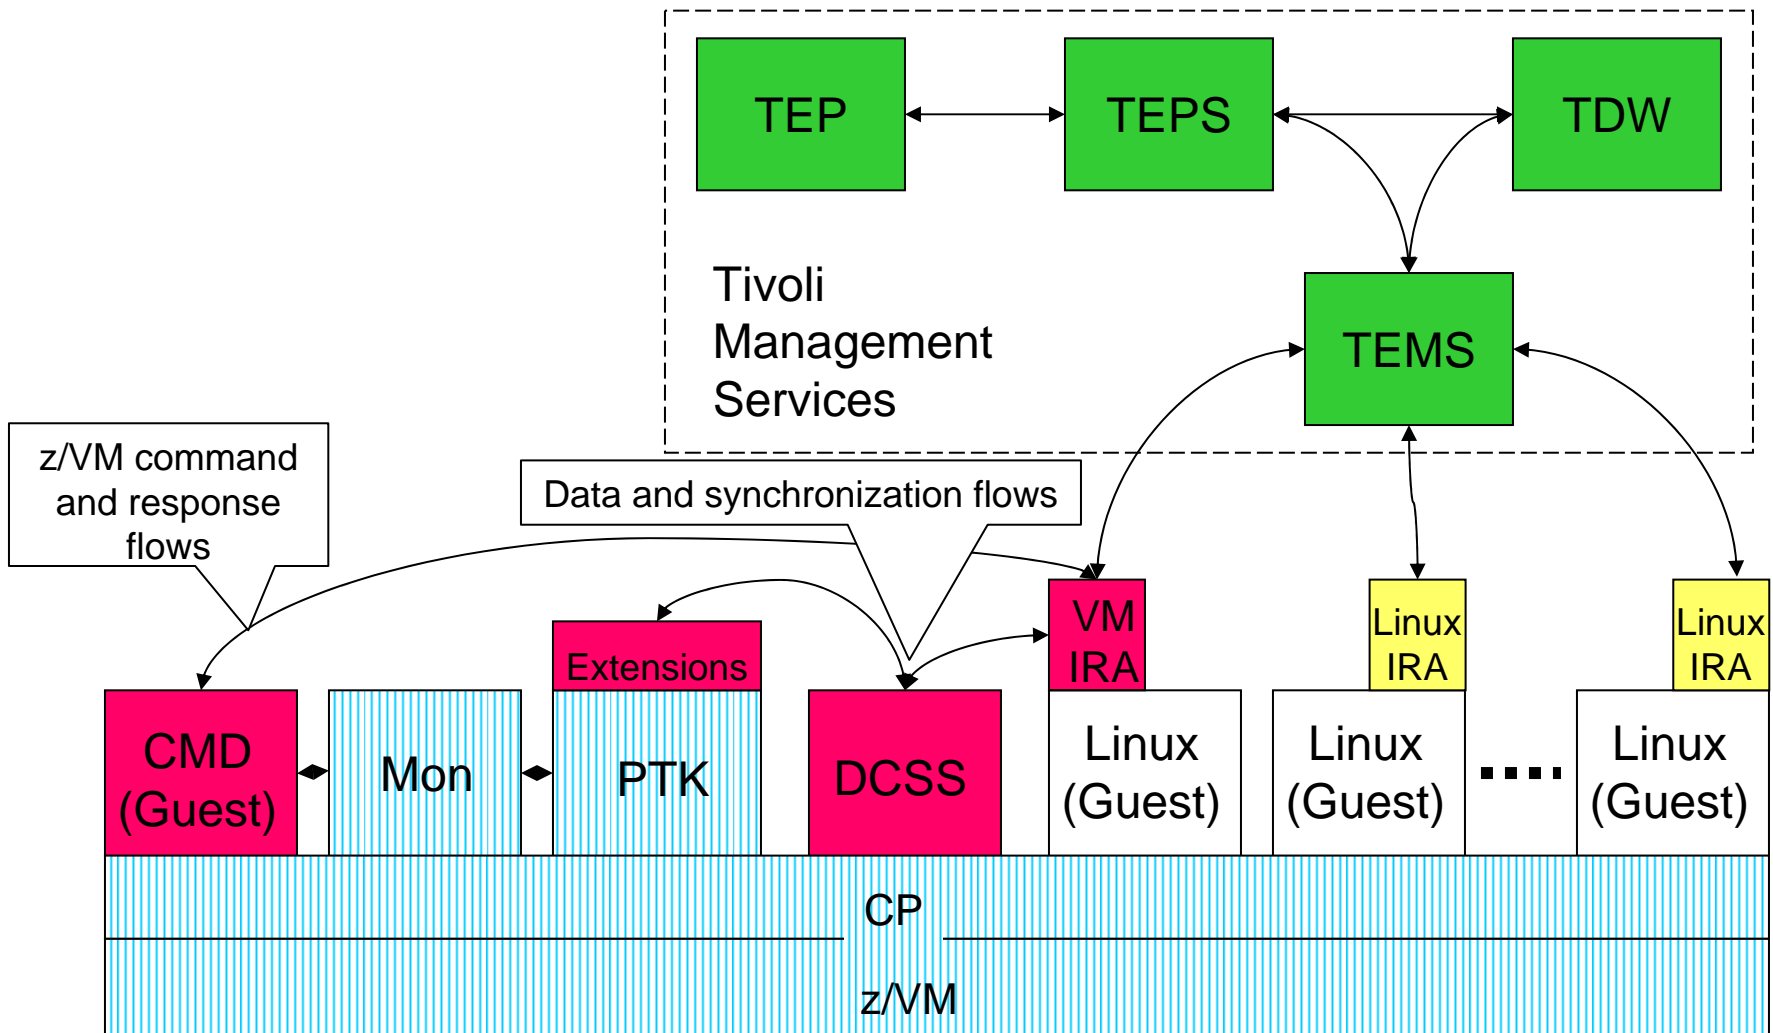 TEP
TEPS
TDW
Tivoli
Management
Services
TEMS
z/VM command
and response
flows
Data and synchronization flows
VM
IRA
Linux
IRA
Linux
IRA
Extensions
CMD
(Guest)
Mon
PTK
DCSS
Linux
(Guest)
Linux
(Guest)
Linux
(Guest)
CP
z/VM